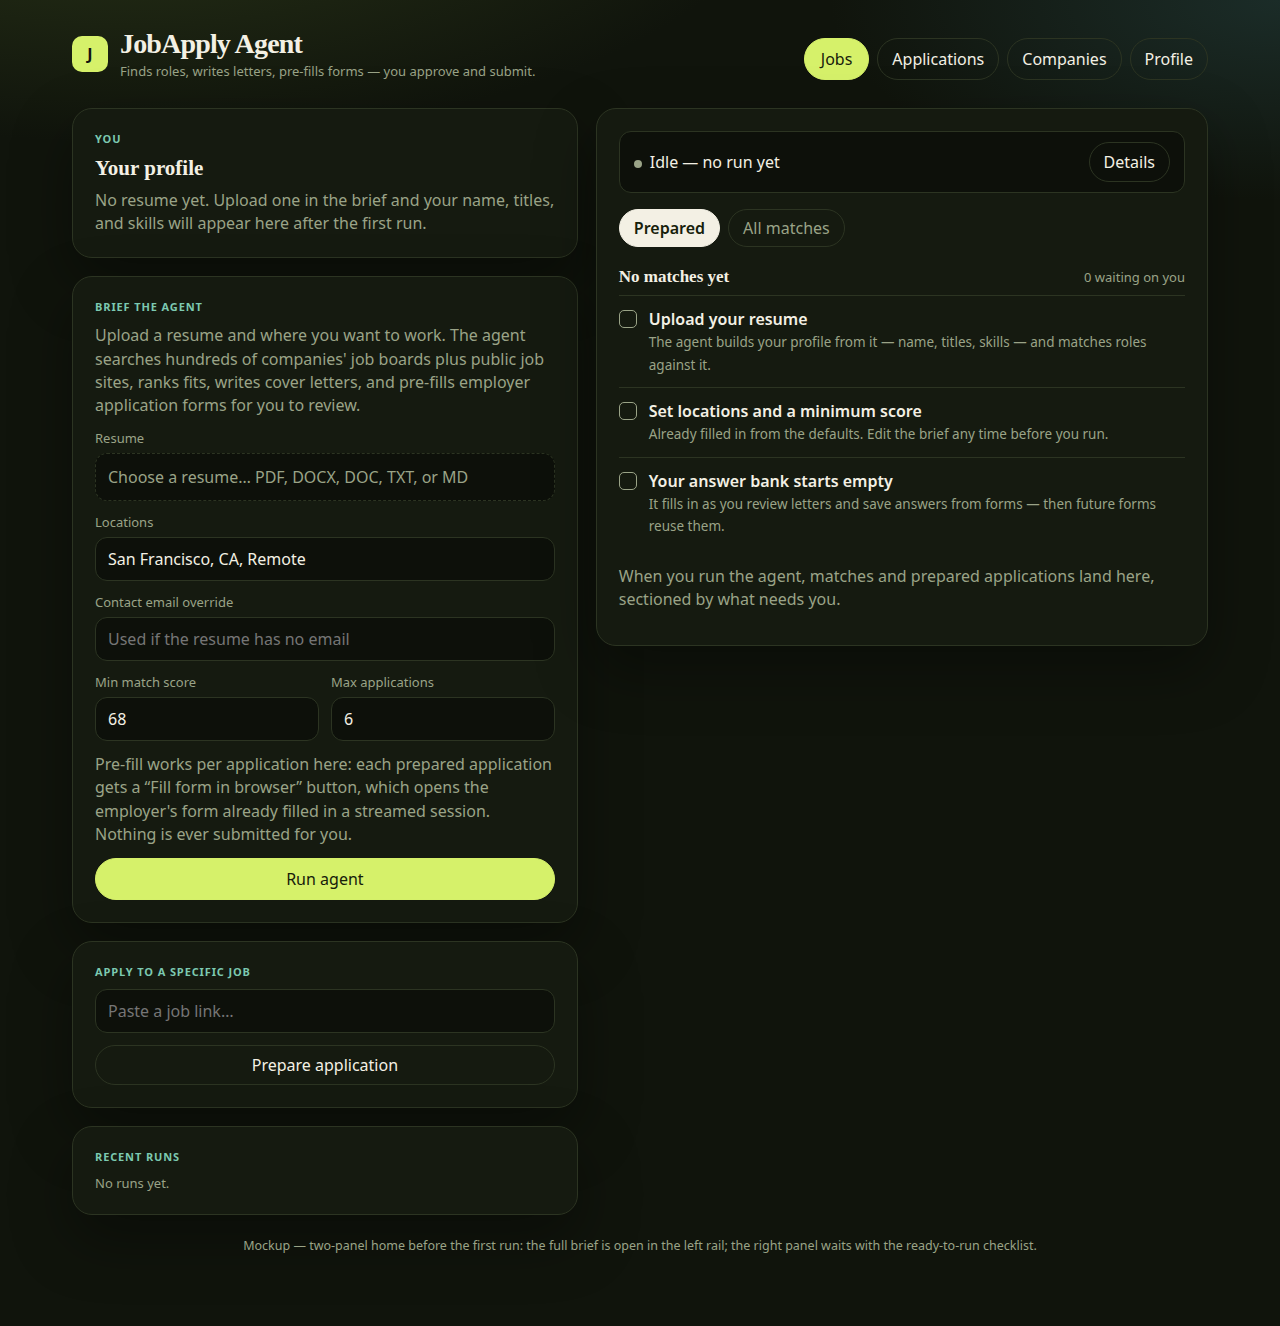 J
JobApply Agent
Finds roles, writes letters, pre-fills forms — you approve and submit.
Jobs
Applications
Companies
Profile
YOU
Your profile
No resume yet. Upload one in the brief and your name, titles,
and skills will appear here after the first run.
BRIEF THE AGENT
Upload a resume and where you want to work. The agent
searches hundreds of companies' job boards plus public job
sites, ranks fits, writes cover letters, and pre-fills employer
application forms for you to review.
Resume
Choose a resume... PDF, DOCX, DOC, TXT, or MD
Locations
San Francisco, CA, Remote
Contact email override
Used if the resume has no email
Min match score
Max applications
68
6
Pre-fill works per application here: each prepared application
gets a “Fill form in browser” button, which opens the
employer's form already filled in a streamed session.
Nothing is ever submitted for you.
Run agent
APPLY TO A SPECIFIC JOB
Paste a job link...
Prepare application
RECENT RUNS
No runs yet.
Idle — no run yet
Details
Prepared
All matches
No matches yet
0 waiting on you
Upload your resume
The agent builds your profile from it — name, titles, skills — and matches roles
against it.
Set locations and a minimum score
Already filled in from the defaults. Edit the brief any time before you run.
Your answer bank starts empty
It fills in as you review letters and save answers from forms — then future forms
reuse them.
When you run the agent, matches and prepared applications land here,
sectioned by what needs you.
Mockup — two-panel home before the first run: the full brief is open in the left rail; the right panel waits with the ready-to-run checklist.